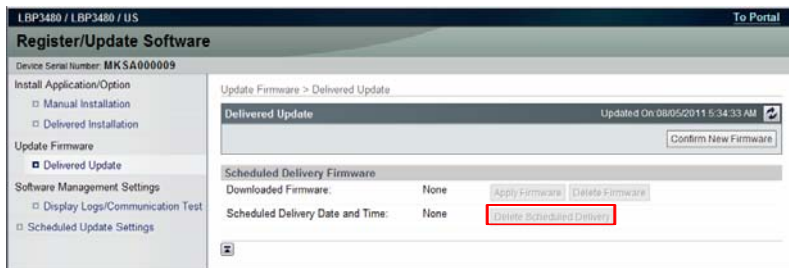 LBP3480 / LBP3480 / US
To Portal
Register/Update Software
Device Serial Number: MKSA000009
Install Application/Option
Manual Installation
Delivered Installation
Update Firmware
Delivered Update
Software Management Settings
Display Logs/Communication Test
Scheduled Update Settings
Update Firmware > Delivered Update
Delivered Update
Updated On:08/05/2011 5:34:33 AM
Confirm New Firmware
Scheduled Delivery Firmware
Downloaded Firmware: None Apply Firmware Delete Firmware
Scheduled Delivery Date and Time: None Delete Scheduled Delivery